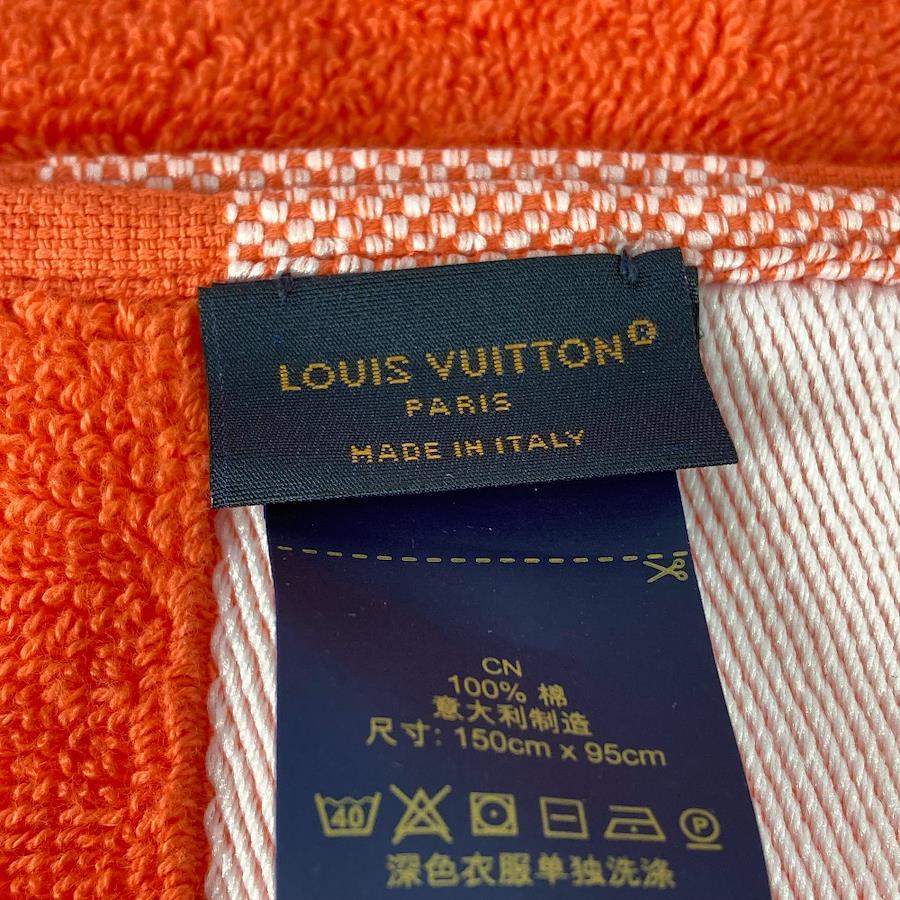 LOUIS VUITTON®
PARIS
MADE IN ITALY
CN
100% 棉
意大利制造
尺寸: 150cm x 95cm
40 P
深色衣服单独洗涤